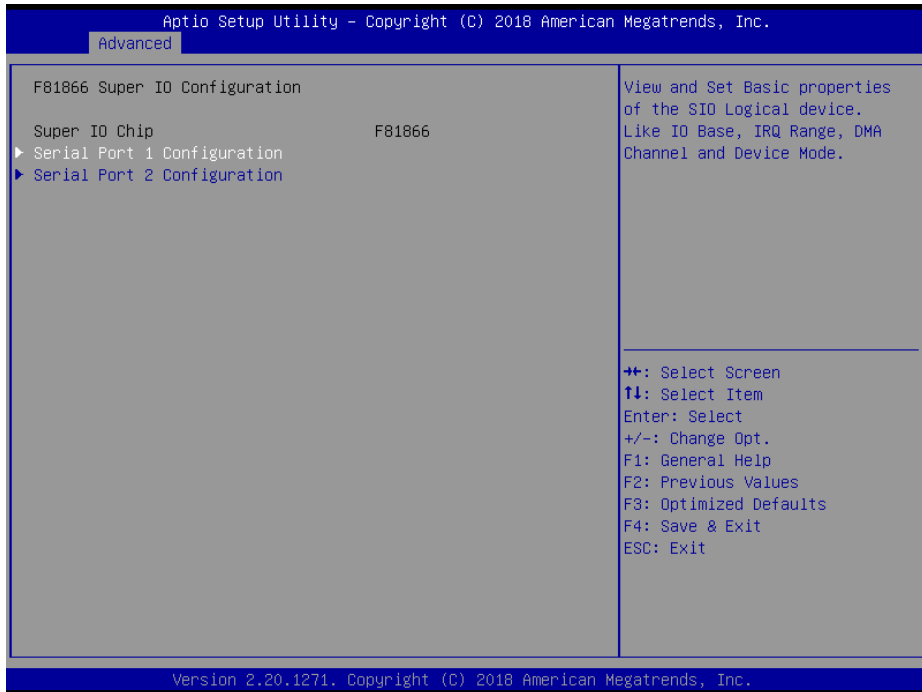 Aptio Setup Utility – Copyright (C) 2018 American Megatrends, Inc.
Advanced
F81866 Super IO Configuration
Super IO Chip F81866
Serial Port 1 Configuration
Serial Port 2 Configuration
View and Set Basic properties
of the SIO Logical device.
Like IO Base, IRQ Range, DMA
Channel and Device Mode.
→←: Select Screen
↑↓: Select Item
Enter: Select
+/-: Change Opt.
F1: General Help
F2: Previous Values
F3: Optimized Defaults
F4: Save & Exit
ESC: Exit
Version 2.20.1271. Copyright (C) 2018 American Megatrends, Inc.